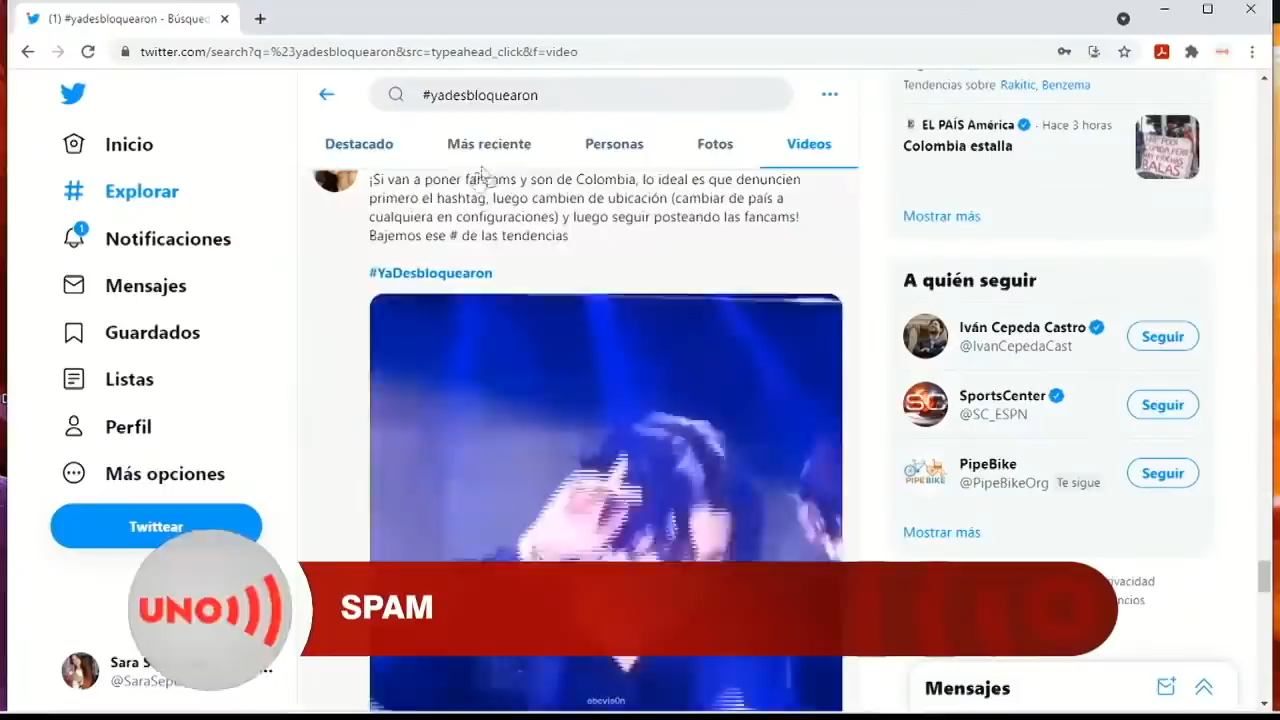 (1) #yadesbloquearon - Búsqued
twitter.com/search?q=%23yadesbloquearon&src=typeahead_click&f=video
#yadesbloquearon
Destacado
Más reciente
Personas
Fotos
Videos
Inicio
Explorar
1
Notificaciones
Mensajes
Guardados
Listas
Perfil
Más opciones
Twittear
Sara S
@SaraSep
¡Si van a poner fancams y son de Colombia, lo ideal es que denuncien
primero el hashtag, luego cambien de ubicación (cambiar de país a
cualquiera en configuraciones) y luego seguir posteando las fancams!
Bajemos ese # de las tendencias
#YaDesbloquearon
Tendencias sobre Rakitic, Benzema
EL PAÍS América · Hace 3 horas
Colombia estalla
Mostrar más
A quién seguir
Iván Cepeda Castro
@IvanCepedaCast
Seguir
SportsCenter
@SC_ESPN
Seguir
PipeBike
@PipeBikeOrg Te sigue
Seguir
Mostrar más
ivacidad
ncios
UNO
SPAM
Mensajes